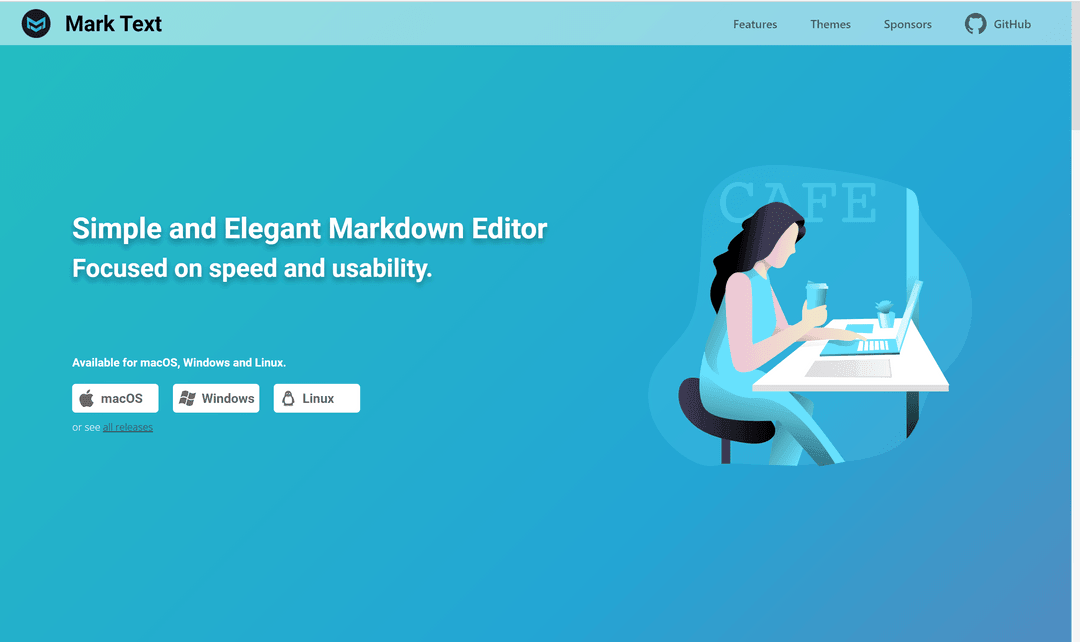 Mark Text
Features Themes Sponsors GitHub
CAFE
Simple and Elegant Markdown Editor
Focused on speed and usability.
Available for macOS, Windows and Linux.
macOS Windows Linux
or see all releases